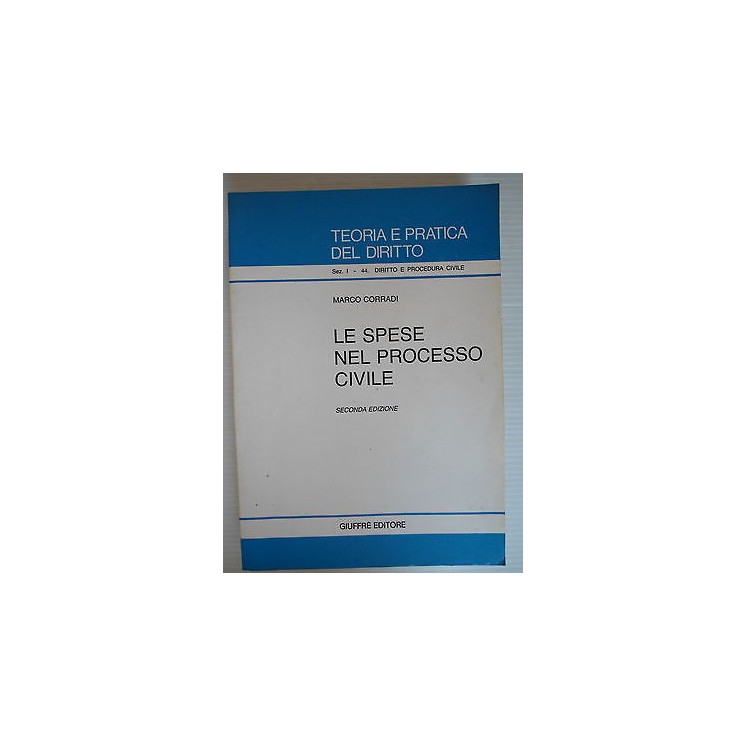 TEORIA E PRATICA
DEL DIRITTO
Sez. I - 44. DIRITTO E PROCEDURA CIVILE
MARCO CORRADI
LE SPESE
NEL PROCESSO
CIVILE
SECONDA EDIZIONE
GIUFFRÈ EDITORE